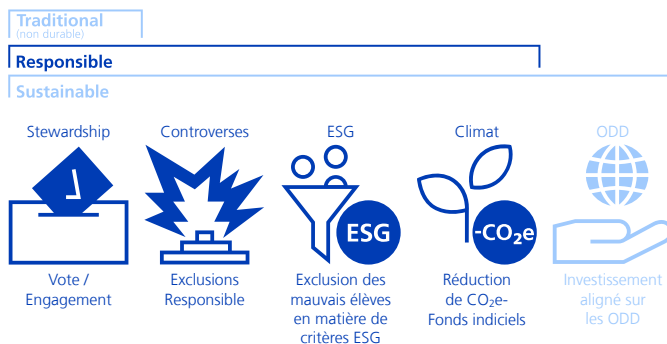 Traditional
(non durable)
Responsible
Sustainable
Stewardship
Controverses
ESG
Climat
ODD
ESG
-CO₂e
Vote /
Engagement
Exclusions
Responsible
Exclusion des
mauvais élèves
en matière de
critères ESG
Réduction
de CO₂e-
Fonds indiciels
Investissement
aligné sur
les ODD